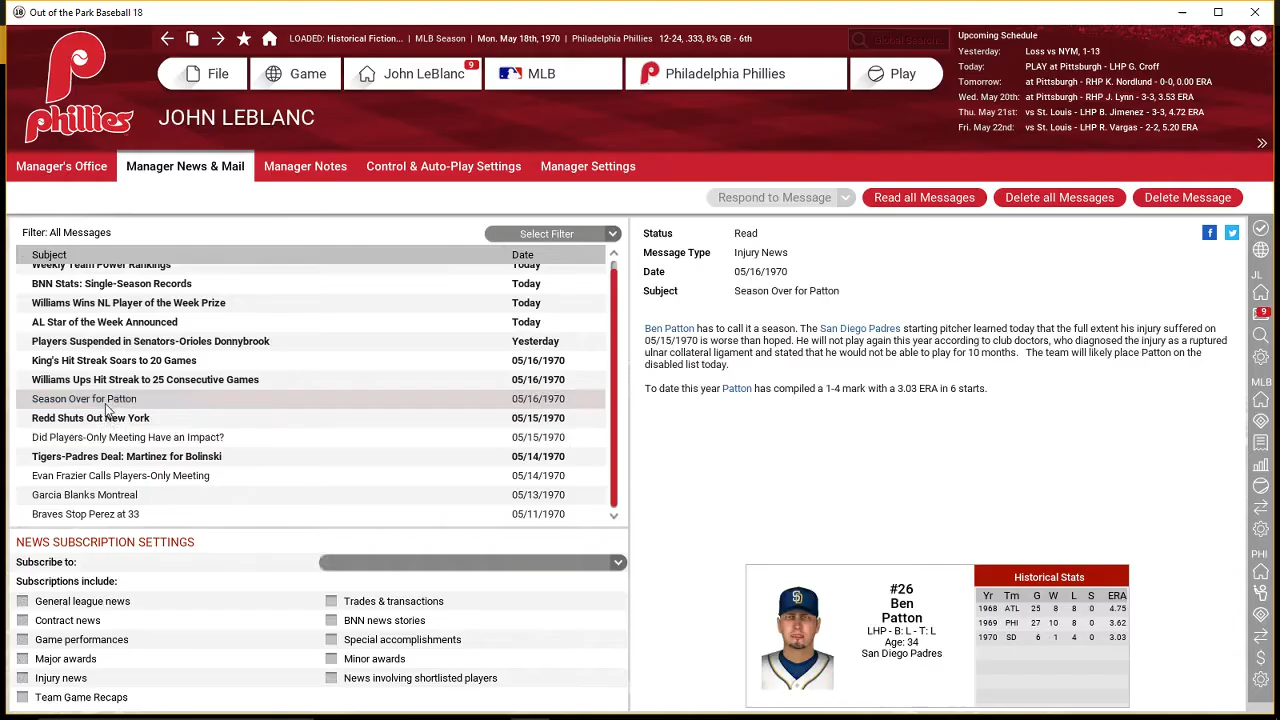 Out of the Park Baseball 18
LOADED: Historical Fiction... | MLB Season | Mon. May 18th, 1970 | Philadelphia Phillies 12-24, .333, 8½ GB - 6th
Global Search...
Upcoming Schedule
Yesterday: Loss vs NYM, 1-13
Today: PLAY at Pittsburgh - LHP G. Croff
Tomorrow: at Pittsburgh - RHP K. Nordlund - 0-0, 0.00 ERA
Wed. May 20th: at Pittsburgh - RHP J. Lynn - 3-3, 3.53 ERA
Thu. May 21st: vs St. Louis - LHP B. Jimenez - 3-3, 4.72 ERA
Fri. May 22nd: vs St. Louis - LHP R. Vargas - 2-2, 5.20 ERA
Phillies
File Game John LeBlanc 9 MLB Philadelphia Phillies Play
JOHN LEBLANC
Manager's Office Manager News & Mail Manager Notes Control & Auto-Play Settings Manager Settings
Respond to Message Read all Messages Delete all Messages Delete Message
Filter: All Messages Select Filter
Subject Date
Weekly Team Power Rankings Today
BNN Stats: Single-Season Records Today
Williams Wins NL Player of the Week Prize Today
AL Star of the Week Announced Today
Players Suspended in Senators-Orioles Donnybrook Yesterday
King's Hit Streak Soars to 20 Games 05/16/1970
Williams Ups Hit Streak to 25 Consecutive Games 05/16/1970
Season Over for Patton 05/16/1970
Redd Shuts Out New York 05/15/1970
Did Players-Only Meeting Have an Impact? 05/15/1970
Tigers-Padres Deal: Martinez for Bolinski 05/14/1970
Evan Frazier Calls Players-Only Meeting 05/14/1970
Garcia Blanks Montreal 05/13/1970
Braves Stop Perez at 33 05/11/1970
NEWS SUBSCRIPTION SETTINGS
Subscribe to:
Subscriptions include:
General league news Trades & transactions
Contract news BNN news stories
Game performances Special accomplishments
Major awards Minor awards
Injury news News involving shortlisted players
Team Game Recaps
Status Read
Message Type Injury News
Date 05/16/1970
Subject Season Over for Patton
Ben Patton has to call it a season. The San Diego Padres starting pitcher learned today that the full extent his injury suffered on
05/15/1970 is worse than hoped. He will not play again this year according to club doctors, who diagnosed the injury as a ruptured
ulnar collateral ligament and stated that he would not be able to play for 10 months. The team will likely place Patton on the
disabled list today.
To date this year Patton has compiled a 1-4 mark with a 3.03 ERA in 6 starts.
#26
Ben
Patton
LHP - B: L - T: L
Age: 34
San Diego Padres
Historical Stats
Yr Tm G W L S ERA
1968 ATL 25 8 8 0 4.75
1969 PHI 27 10 8 0 3.62
1970 SD 6 1 4 0 3.03
JL
9
MLB
PHI